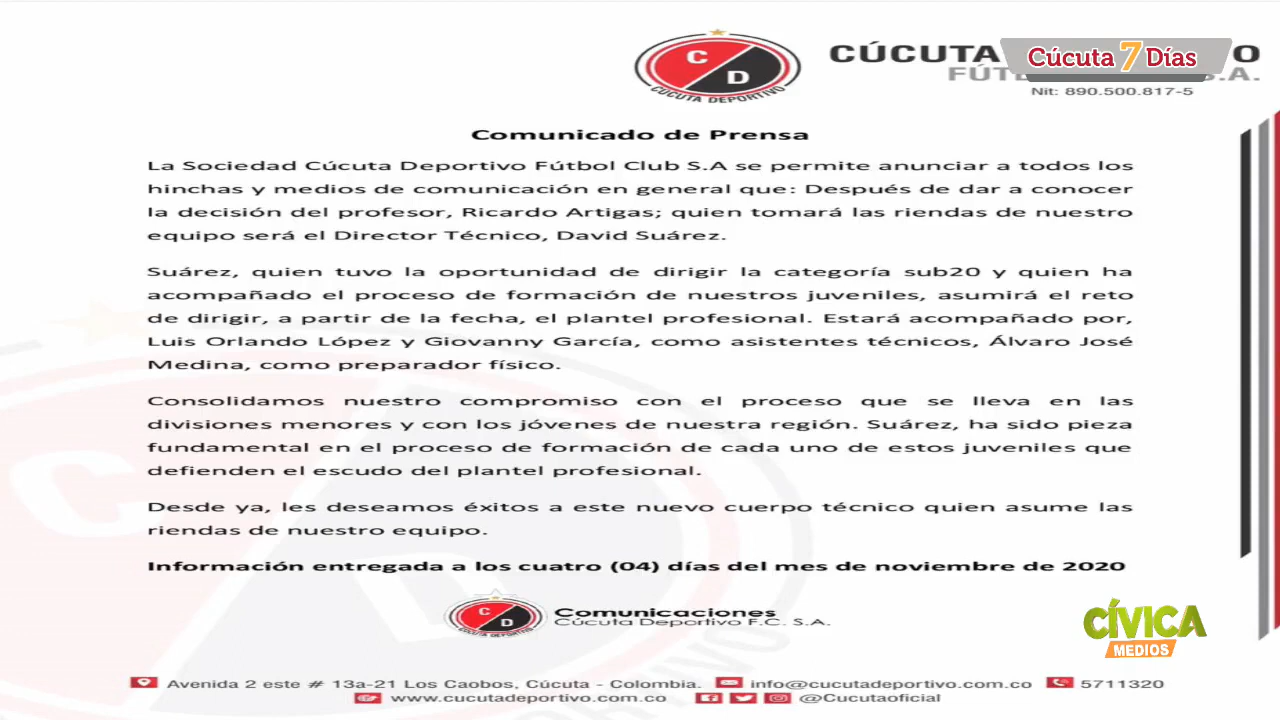 C D
CÚCUTA DEPORTIVO
CÚCUTA
Cúcuta 7 Días
Nit: 890.500.817-5
Comunicado de Prensa
La Sociedad Cúcuta Deportivo Fútbol Club S.A se permite anunciar a todos los
hinchas y medios de comunicación en general que: Después de dar a conocer
la decisión del profesor, Ricardo Artigas; quien tomará las riendas de nuestro
equipo será el Director Técnico, David Suárez.
Suárez, quien tuvo la oportunidad de dirigir la categoría sub20 y quien ha
acompañado el proceso de formación de nuestros juveniles, asumirá el reto
de dirigir, a partir de la fecha, el plantel profesional. Estará acompañado por,
Luis Orlando López y Giovanny García, como asistentes técnicos, Álvaro José
Medina, como preparador físico.
Consolidamos nuestro compromiso con el proceso que se lleva en las
divisiones menores y con los jóvenes de nuestra región. Suárez, ha sido pieza
fundamental en el proceso de formación de cada uno de estos juveniles que
defienden el escudo del plantel profesional.
Desde ya, les deseamos éxitos a este nuevo cuerpo técnico quien asume las
riendas de nuestro equipo.
Información entregada a los cuatro (04) días del mes de noviembre de 2020
C D
CÚCUTA DEPORTIVO
Comunicaciones
Cúcuta Deportivo F.C. S.A.
CÍVICA
MEDIOS
Avenida 2 este # 13a-21 Los Caobos, Cúcuta - Colombia. info@cucutadeportivo.com.co 5711320
www.cucutadeportivo.com.co @Cucutaoficial